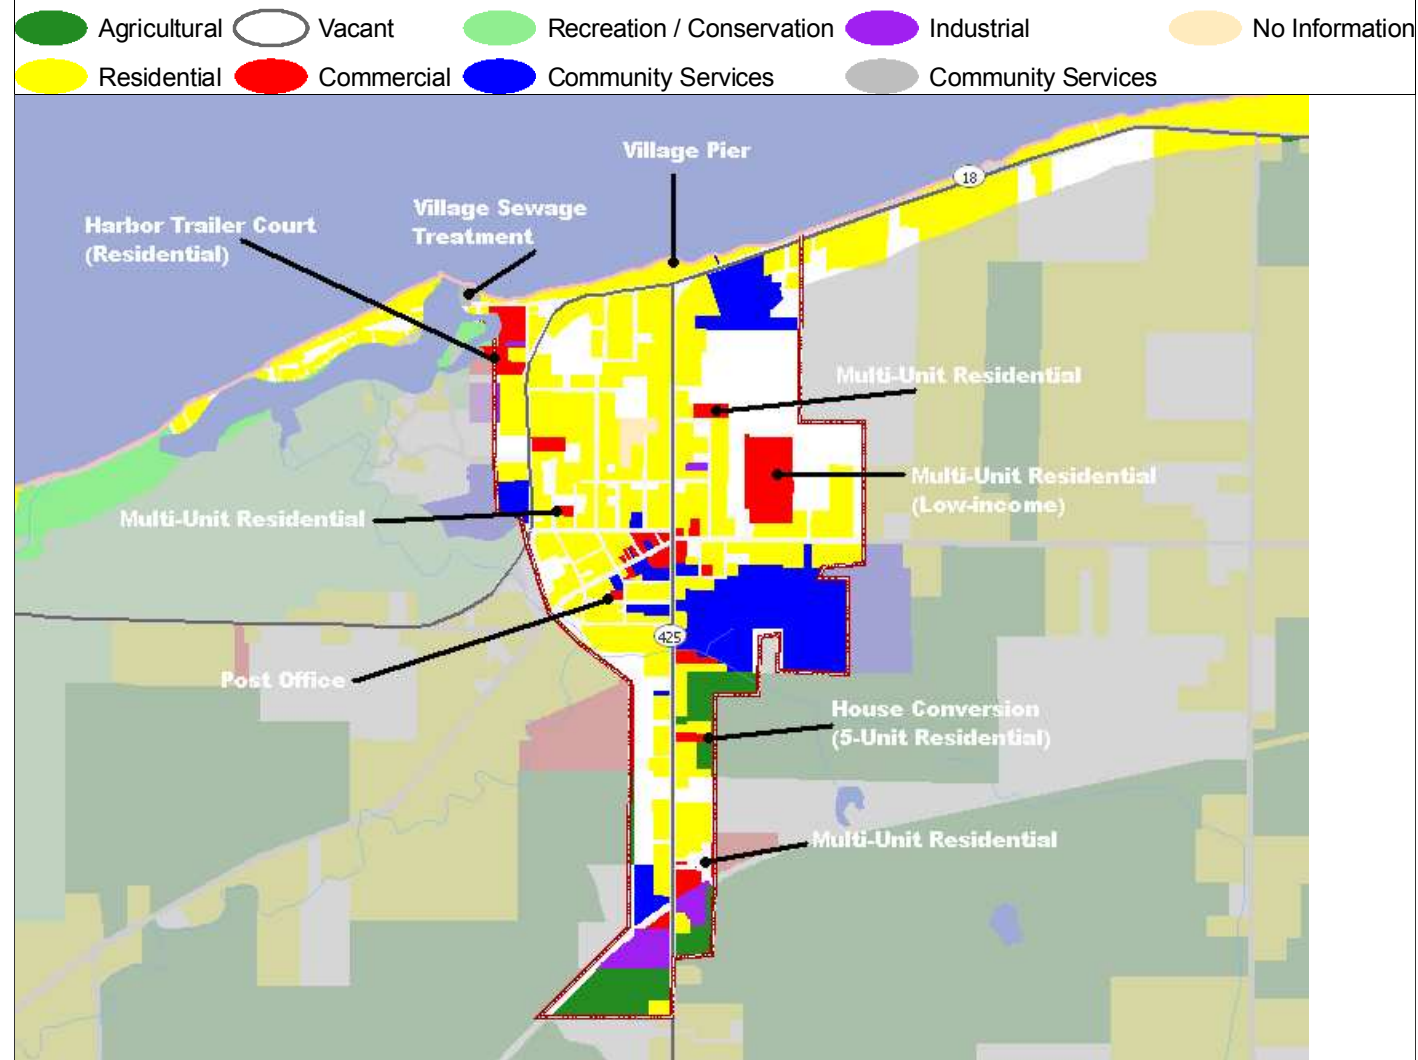 Agricultural Vacant Recreation / Conservation Industrial No Information
Residential Commercial Community Services Community Services
Village Pier
18
Village Sewage
Treatment
Harbor Trailer Court
(Residential)
Multi-Unit Residential
Multi-Unit Residential
(Low-income)
Multi-Unit Residential
425
Post Office
House Conversion
(5-Unit Residential)
Multi-Unit Residential